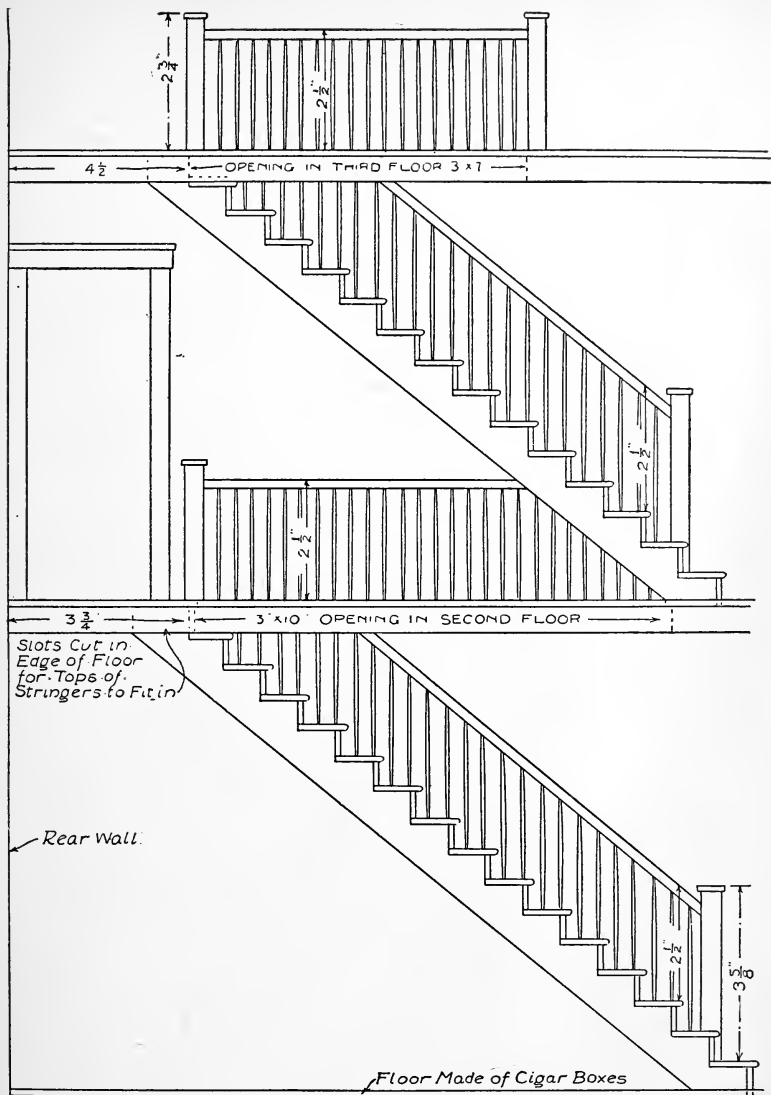 2 3/4"
2 1/2"
4 1/2 OPENING IN THIRD FLOOR 3 x 7
2 1/2"
2 1/2"
3 3/4 3" x 10" OPENING IN SECOND FLOOR
Slots Cut in
Edge of Floor
for Tops of
Stringers to Fit in
Rear Wall.
2 1/2"
3 5/8"
Floor Made of Cigar Boxes